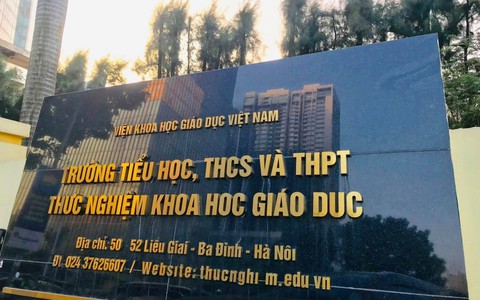 VIỆN KHOA HỌC GIÁO DỤC VIỆT NAM
TRƯỜNG TIỂU HỌC, THCS VÀ THPT
THỰC NGHIỆM KHOA HỌC GIÁO DỤC
Địa chỉ: 50 52 Liễu Giai - Ba Đình - Hà Nội
ĐT: 024 37626607 / Website: thucnghi m.edu.vn